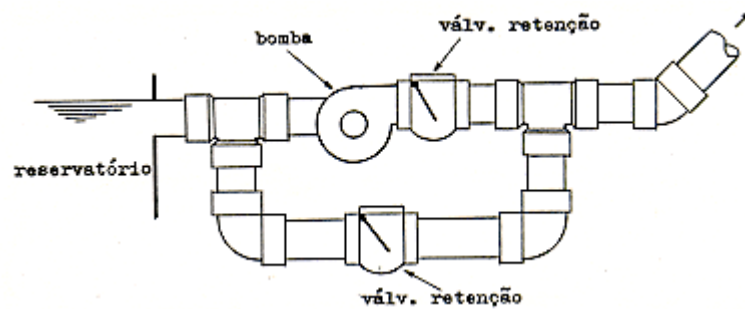 válv. retenção
bomba
reservatório
válv. retenção